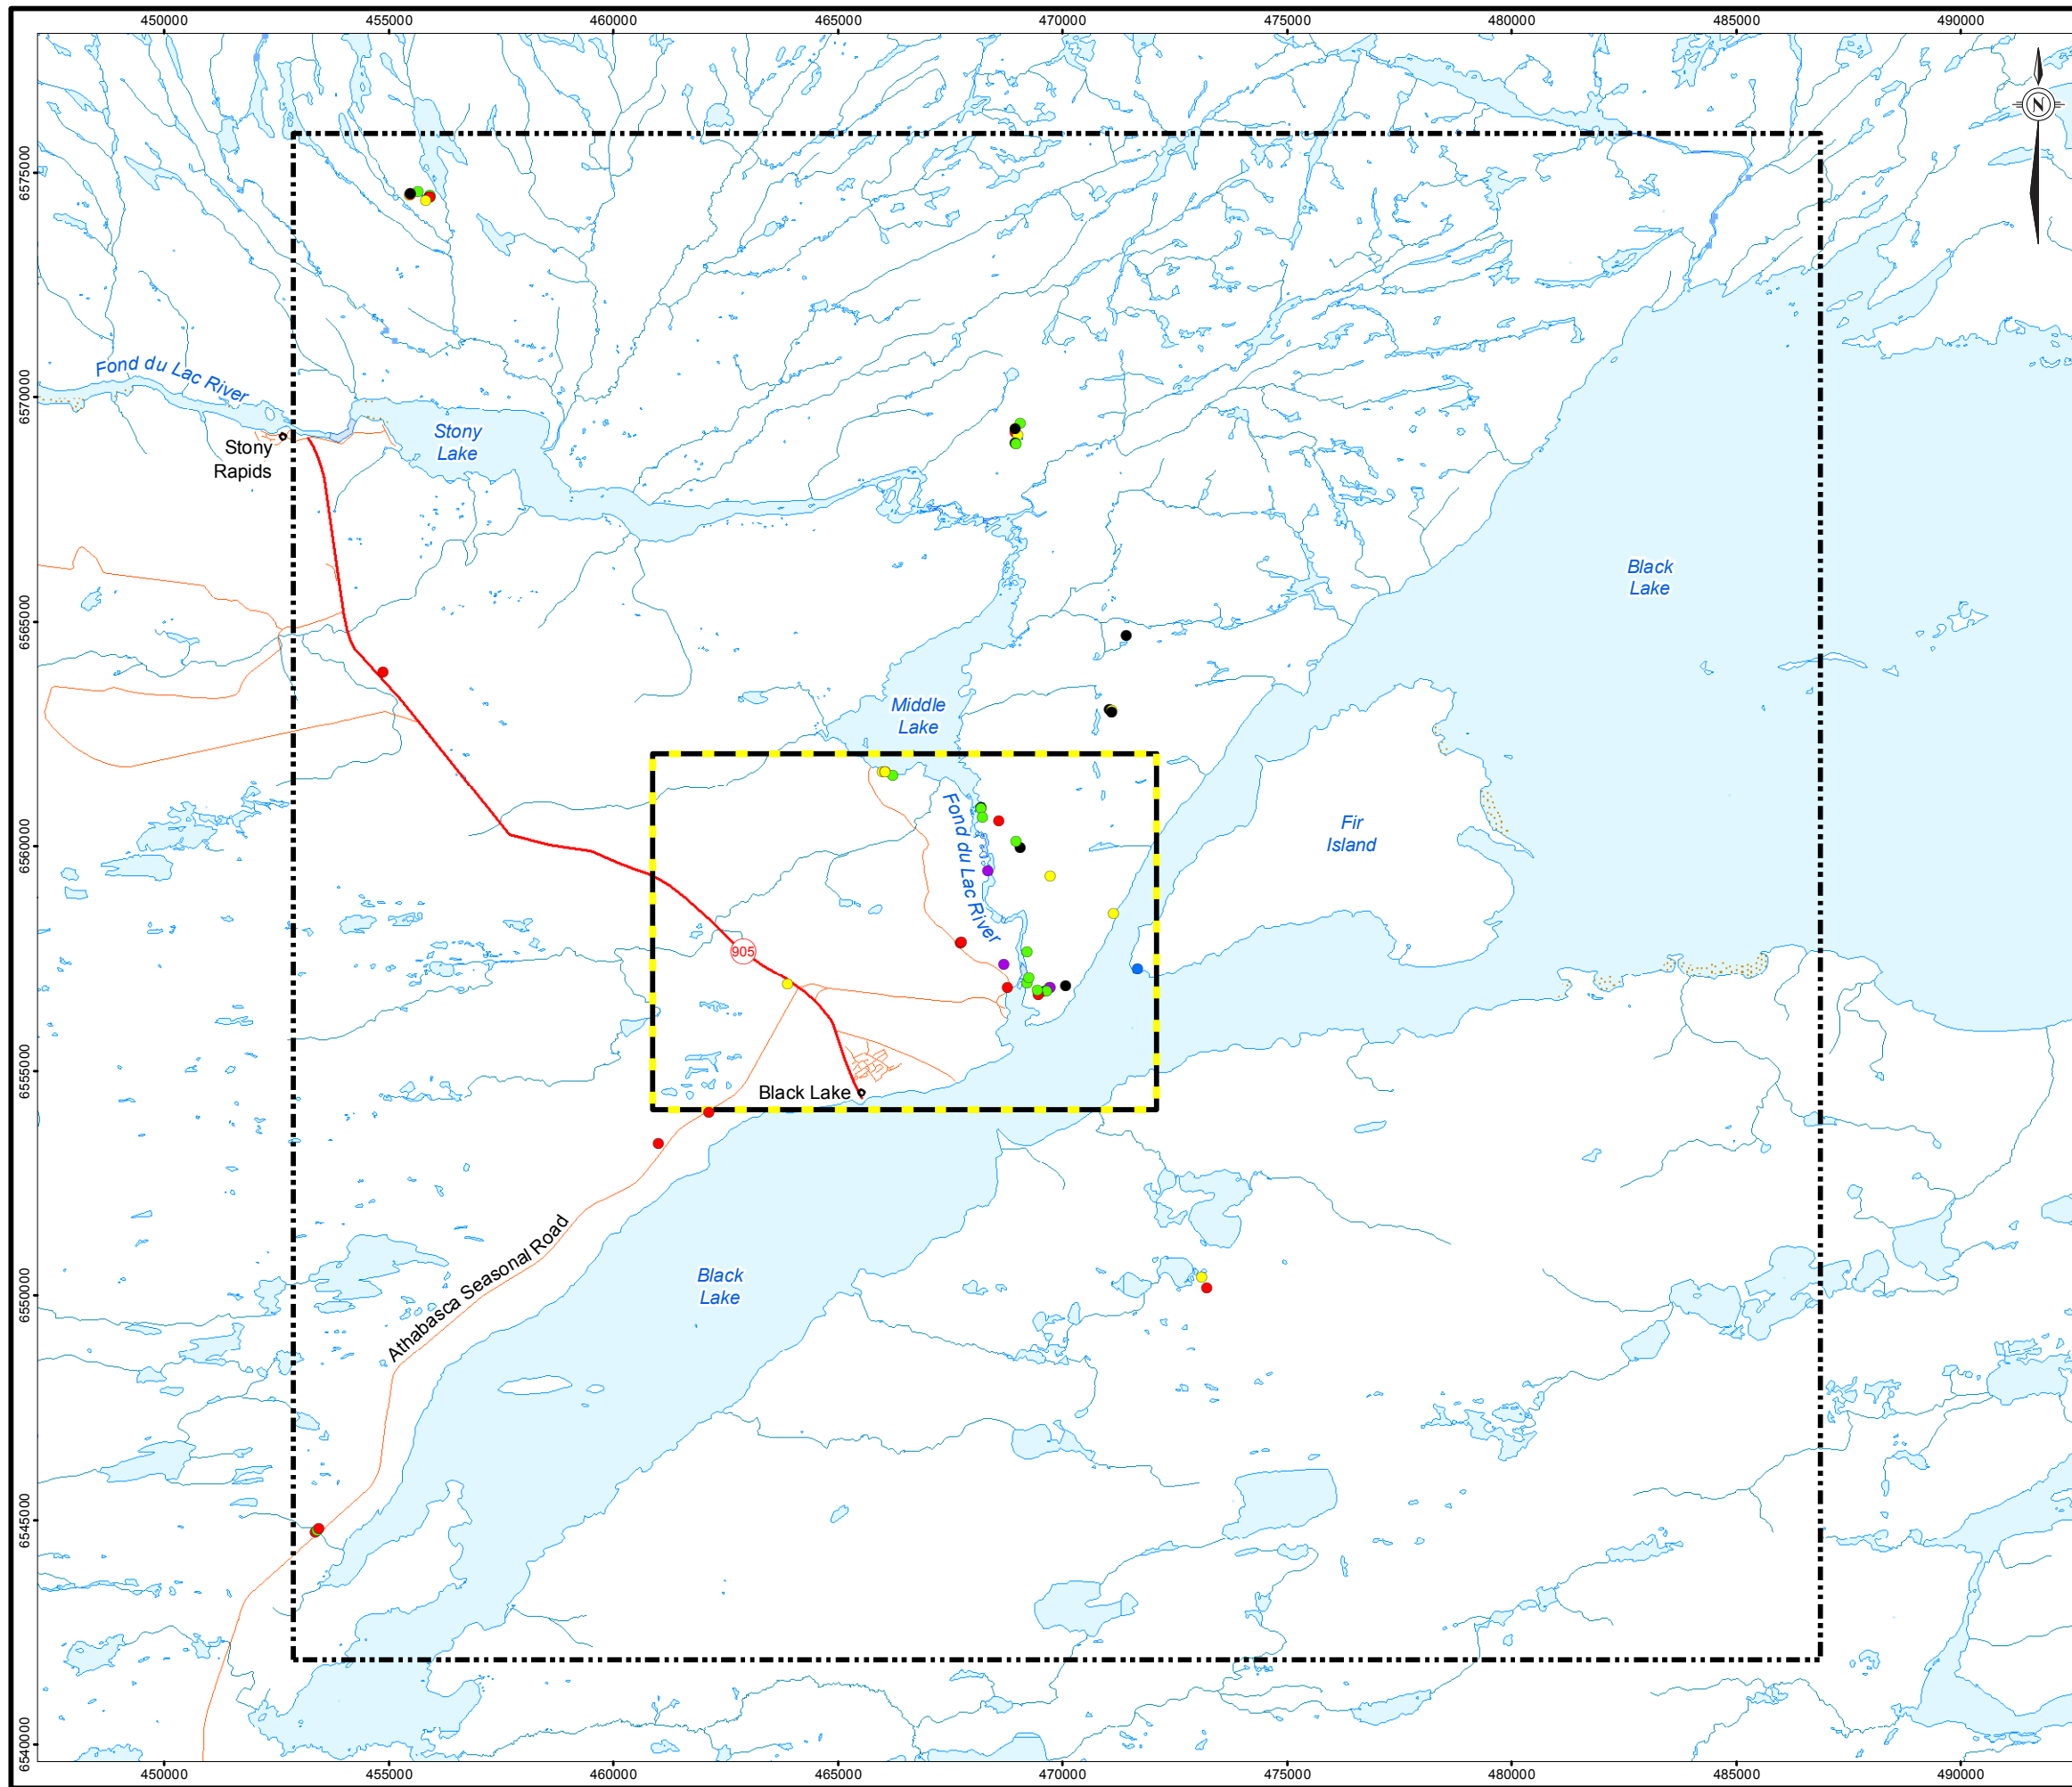 450000 455000 460000 465000 470000 475000 480000 485000 490000
N
6575000
6570000
6565000
6560000
6555000
6550000
6545000
6540000
Fond du Lac River
Stony
Rapids
Stony
Lake
Black
Lake
Middle
Lake
Fir
Island
Fond du Lac River
905
Black Lake
Athabasca Seasonal Road
Black
Lake
450000 455000 460000 465000 470000 475000 480000 485000 490000